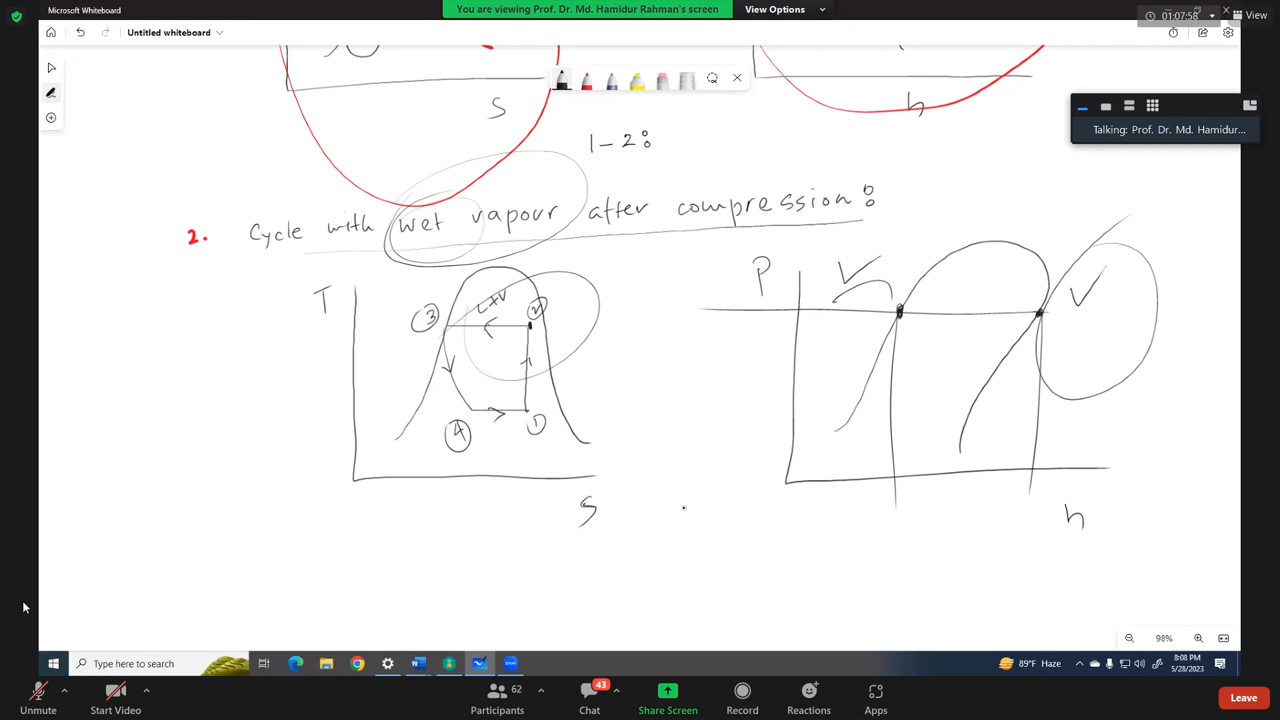 Microsoft Whiteboard
You are viewing Prof. Dr. Md. Hamidur Rahman's screen
View Options
01:07:58
View
Untitled whiteboard
Talking: Prof. Dr. Md. Hamidur...
S
h
1-2:
2. Cycle with wet vapour after compression:
T
L+V
3
2
4
1
S
P
h
98%
Type here to search
89°F Haze
8:08 PM
5/28/2023
Unmute
Start Video
62
Participants
43
Chat
Share Screen
Record
Reactions
Apps
Leave